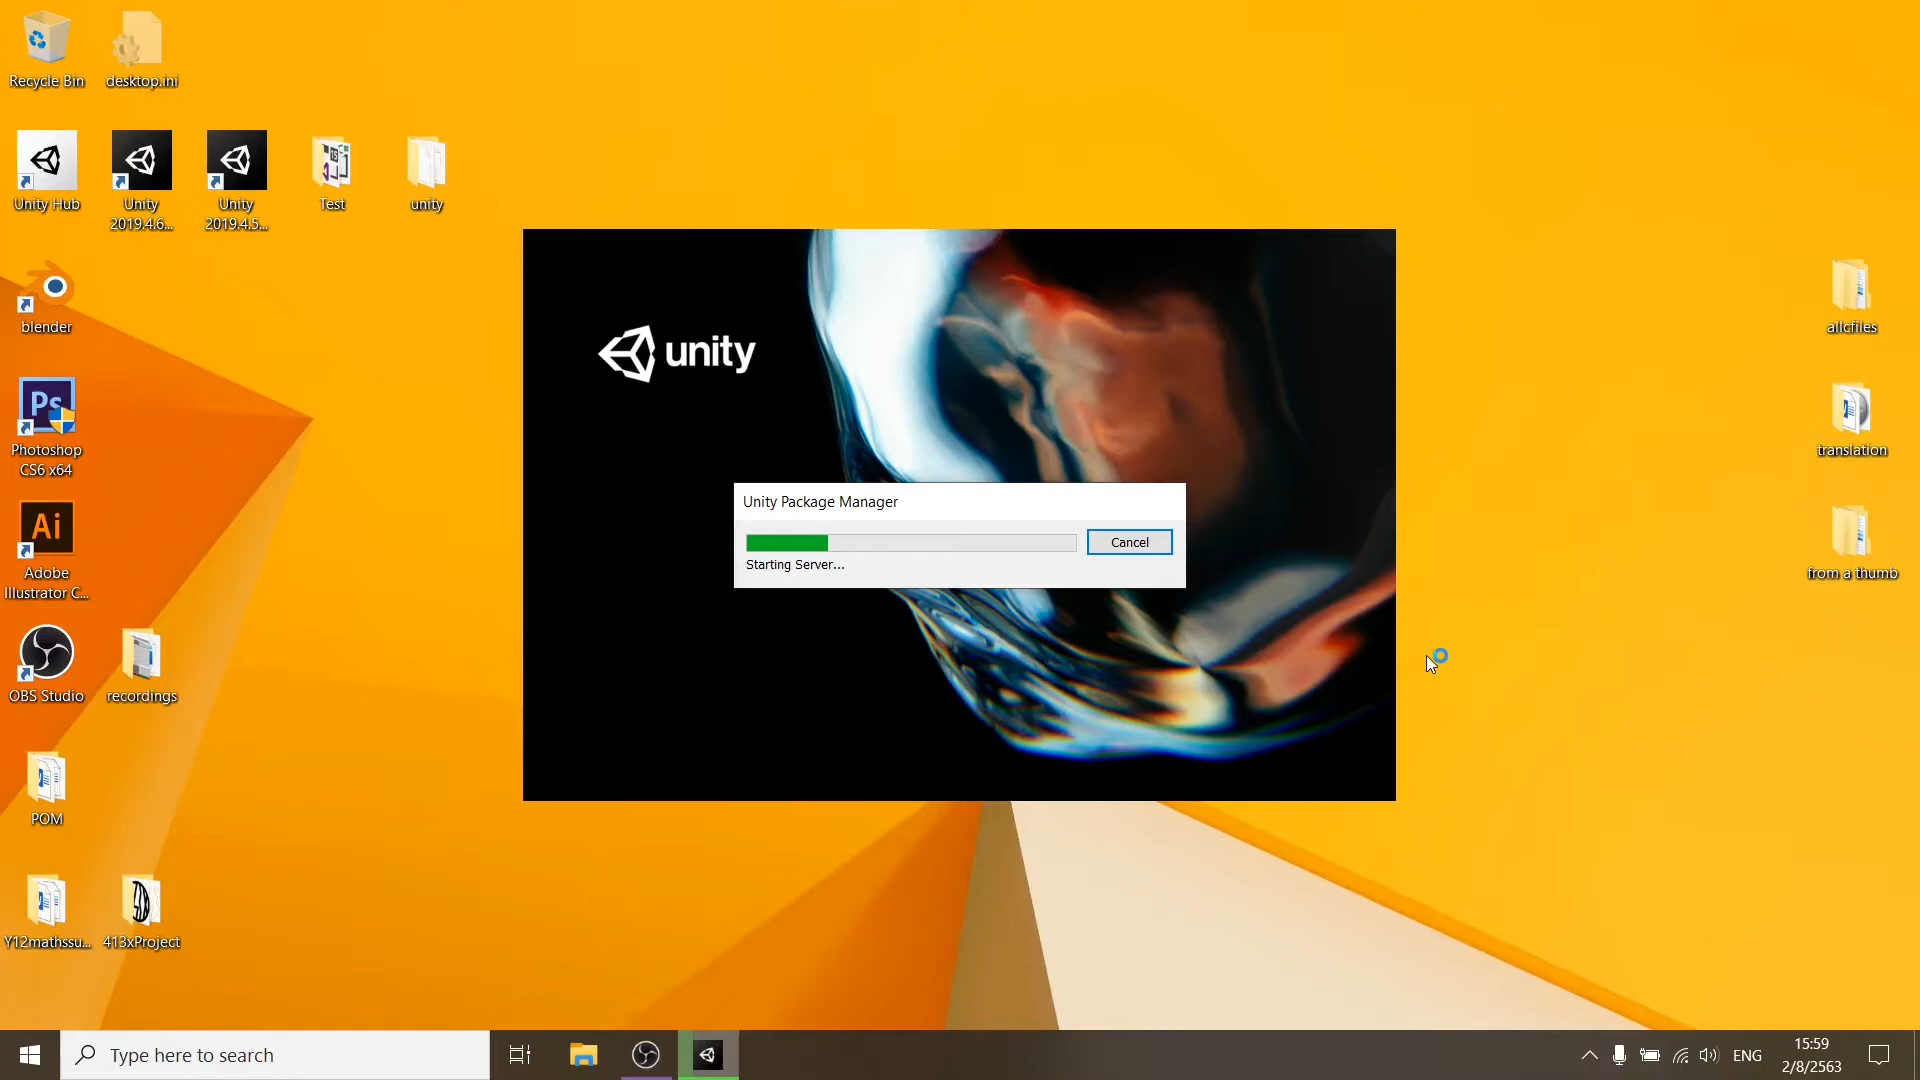 Recycle Bin
desktop.ini
Unity Hub
Unity
2019.4.6...
Unity
2019.4.5...
Test
unity
blender
Ps
Photoshop
CS6 x64
Ai
Adobe
Illustrator C...
OBS Studio
recordings
POM
Y12mathssu...
413xProject
unity
Unity Package Manager
Cancel
Starting Server...
allcfiles
translation
from a thumb
Type here to search
ENG
15:59
2/8/2563